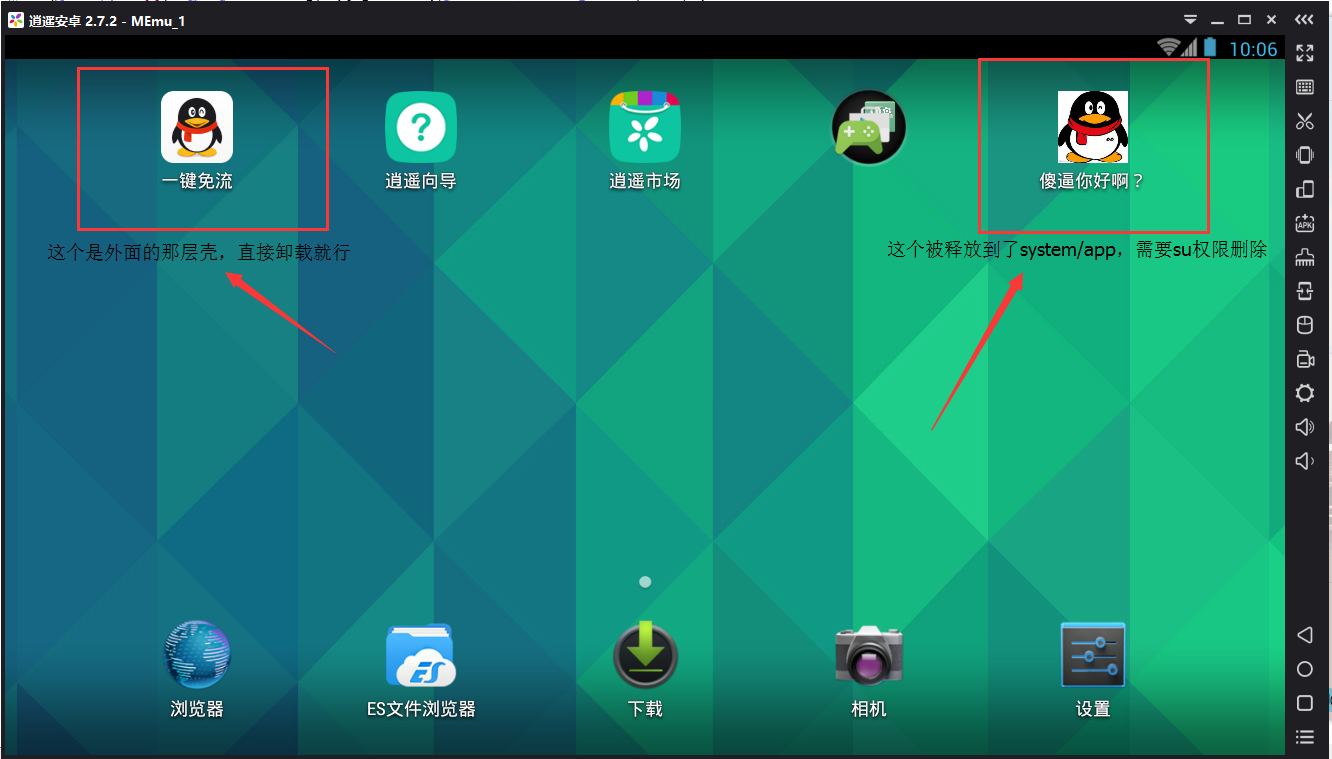 逍遥安卓 2.7.2 - MEmu_1
10:06
一键免流
逍遥向导
逍遥市场
傻逼你好啊？
这个是外面的那层壳，直接卸载就行
这个被释放到了system/app，需要su权限删除
APK
浏览器
ES
ES文件浏览器
下载
相机
设置